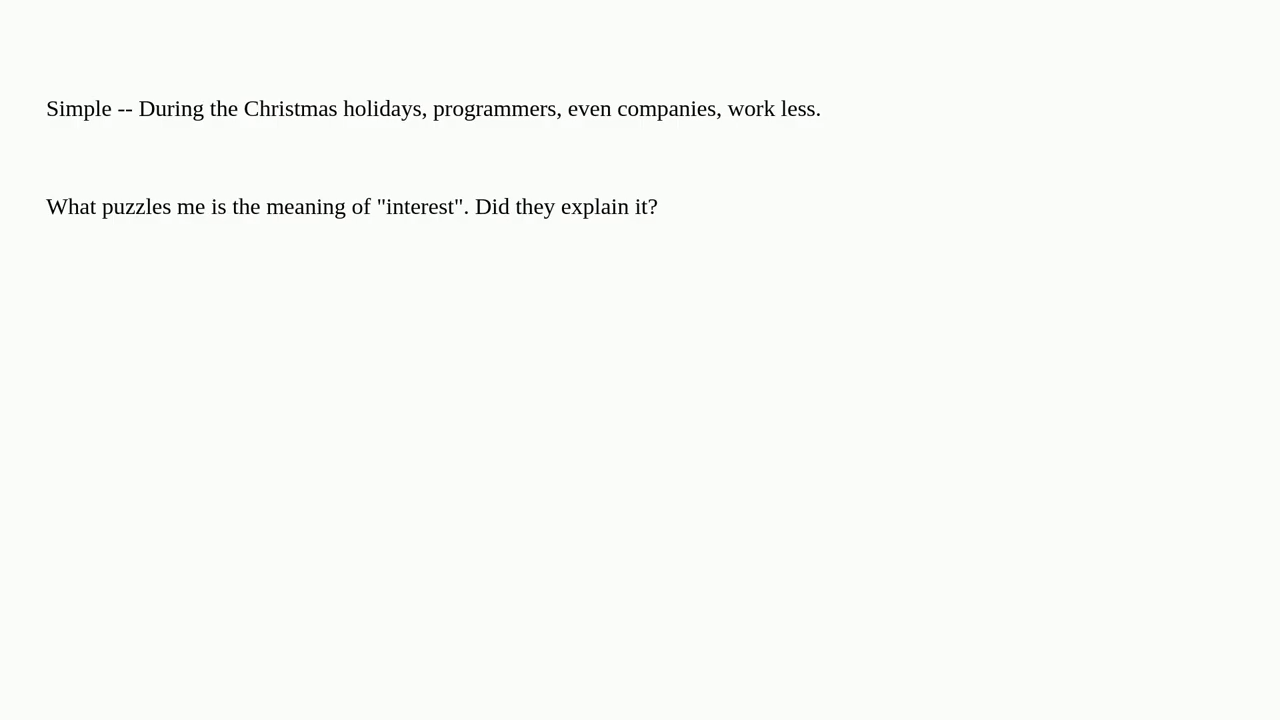 Simple -- During the Christmas holidays, programmers, even companies, work less.
What puzzles me is the meaning of "interest". Did they explain it?